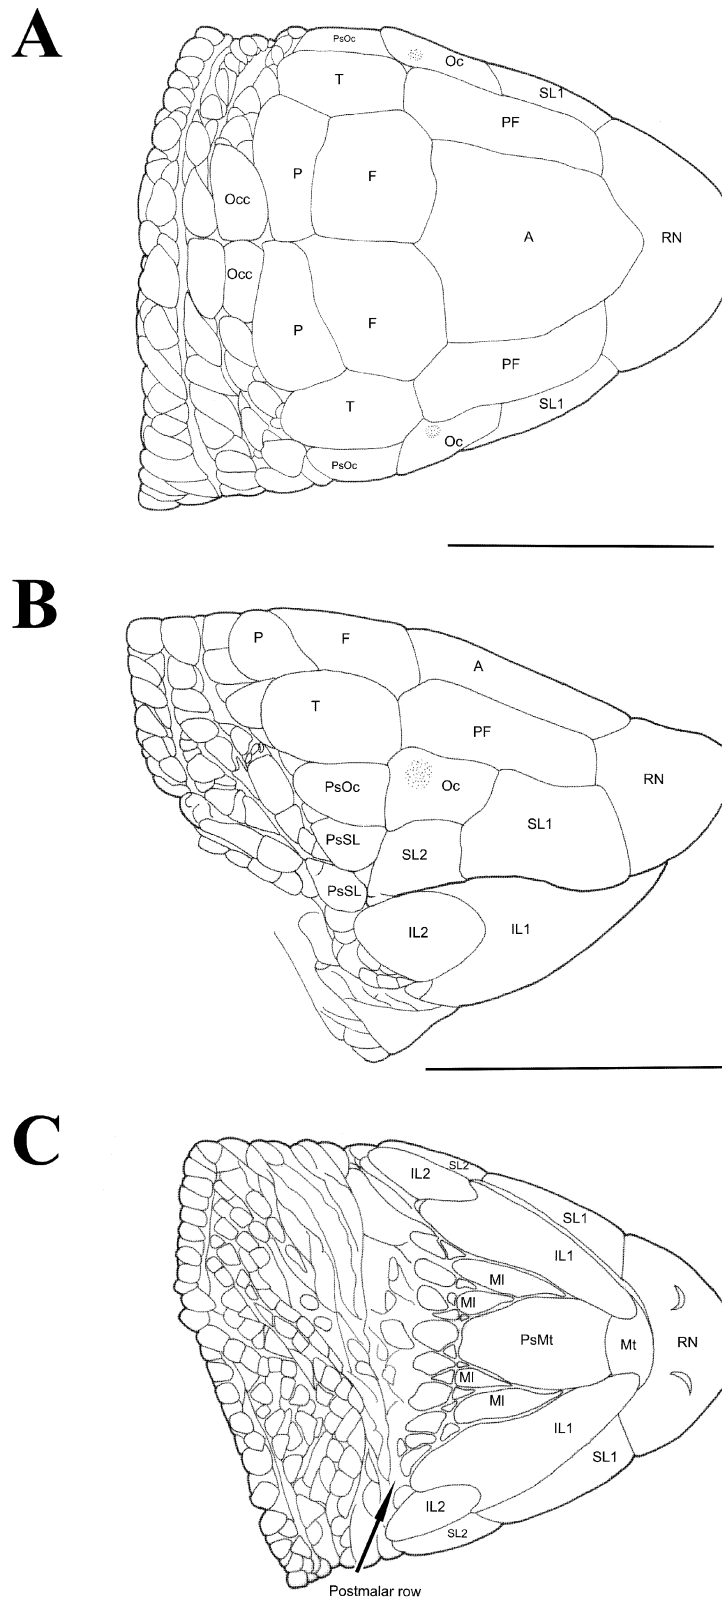 A
PsOc
Oc
T
SL1
PF
P
F
Occ
A
RN
Occ
P
F
PF
T
SL1
Oc
PsOc
B
P
F
A
T
PF
RN
PsOc
Oc
SL1
PsSL
SL2
PsSL
IL2
IL1
C
IL2
SL2
SL1
IL1
MI
MI
PsMt
Mt
RN
MI
MI
IL1
SL1
IL2
SL2
Postmalar row